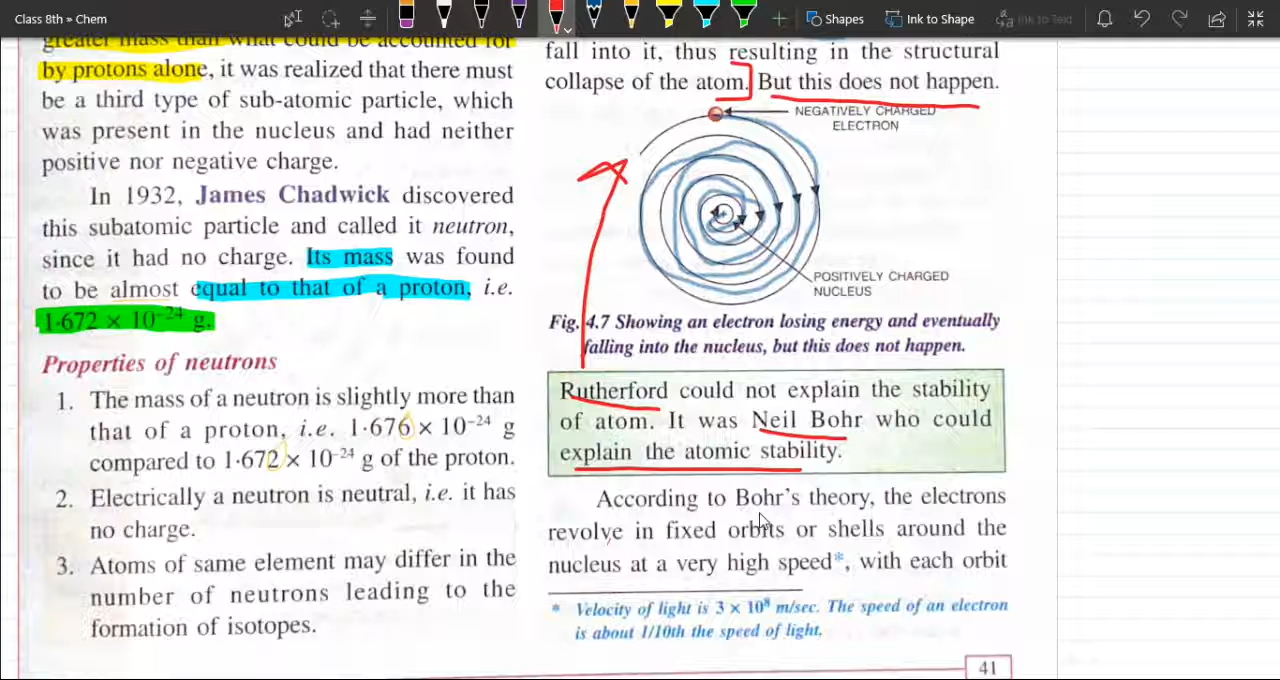 Class 8th > Chem
Shapes
Ink to Shape
Ink to Text
greater mass than what could be accounted for
by protons alone, it was realized that there must
be a third type of sub-atomic particle, which
was present in the nucleus and had neither
positive nor negative charge.
In 1932, James Chadwick discovered
this subatomic particle and called it neutron,
since it had no charge. Its mass was found
to be almost equal to that of a proton, i.e.
1·672 × 10⁻²⁴ g.
Properties of neutrons
1. The mass of a neutron is slightly more than
that of a proton, i.e. 1·676 × 10⁻²⁴ g
compared to 1·672 × 10⁻²⁴ g of the proton.
2. Electrically a neutron is neutral, i.e. it has
no charge.
3. Atoms of same element may differ in the
number of neutrons leading to the
formation of isotopes.
fall into it, thus resulting in the structural
collapse of the atom. But this does not happen.
NEGATIVELY CHARGED
ELECTRON
+
POSITIVELY CHARGED
NUCLEUS
Fig. 4.7 Showing an electron losing energy and eventually
falling into the nucleus, but this does not happen.
Rutherford could not explain the stability
of atom. It was Neil Bohr who could
explain the atomic stability.
According to Bohr's theory, the electrons
revolve in fixed orbits or shells around the
nucleus at a very high speed*, with each orbit
* Velocity of light is 3 × 10⁸ m/sec. The speed of an electron
is about 1/10th the speed of light.
41